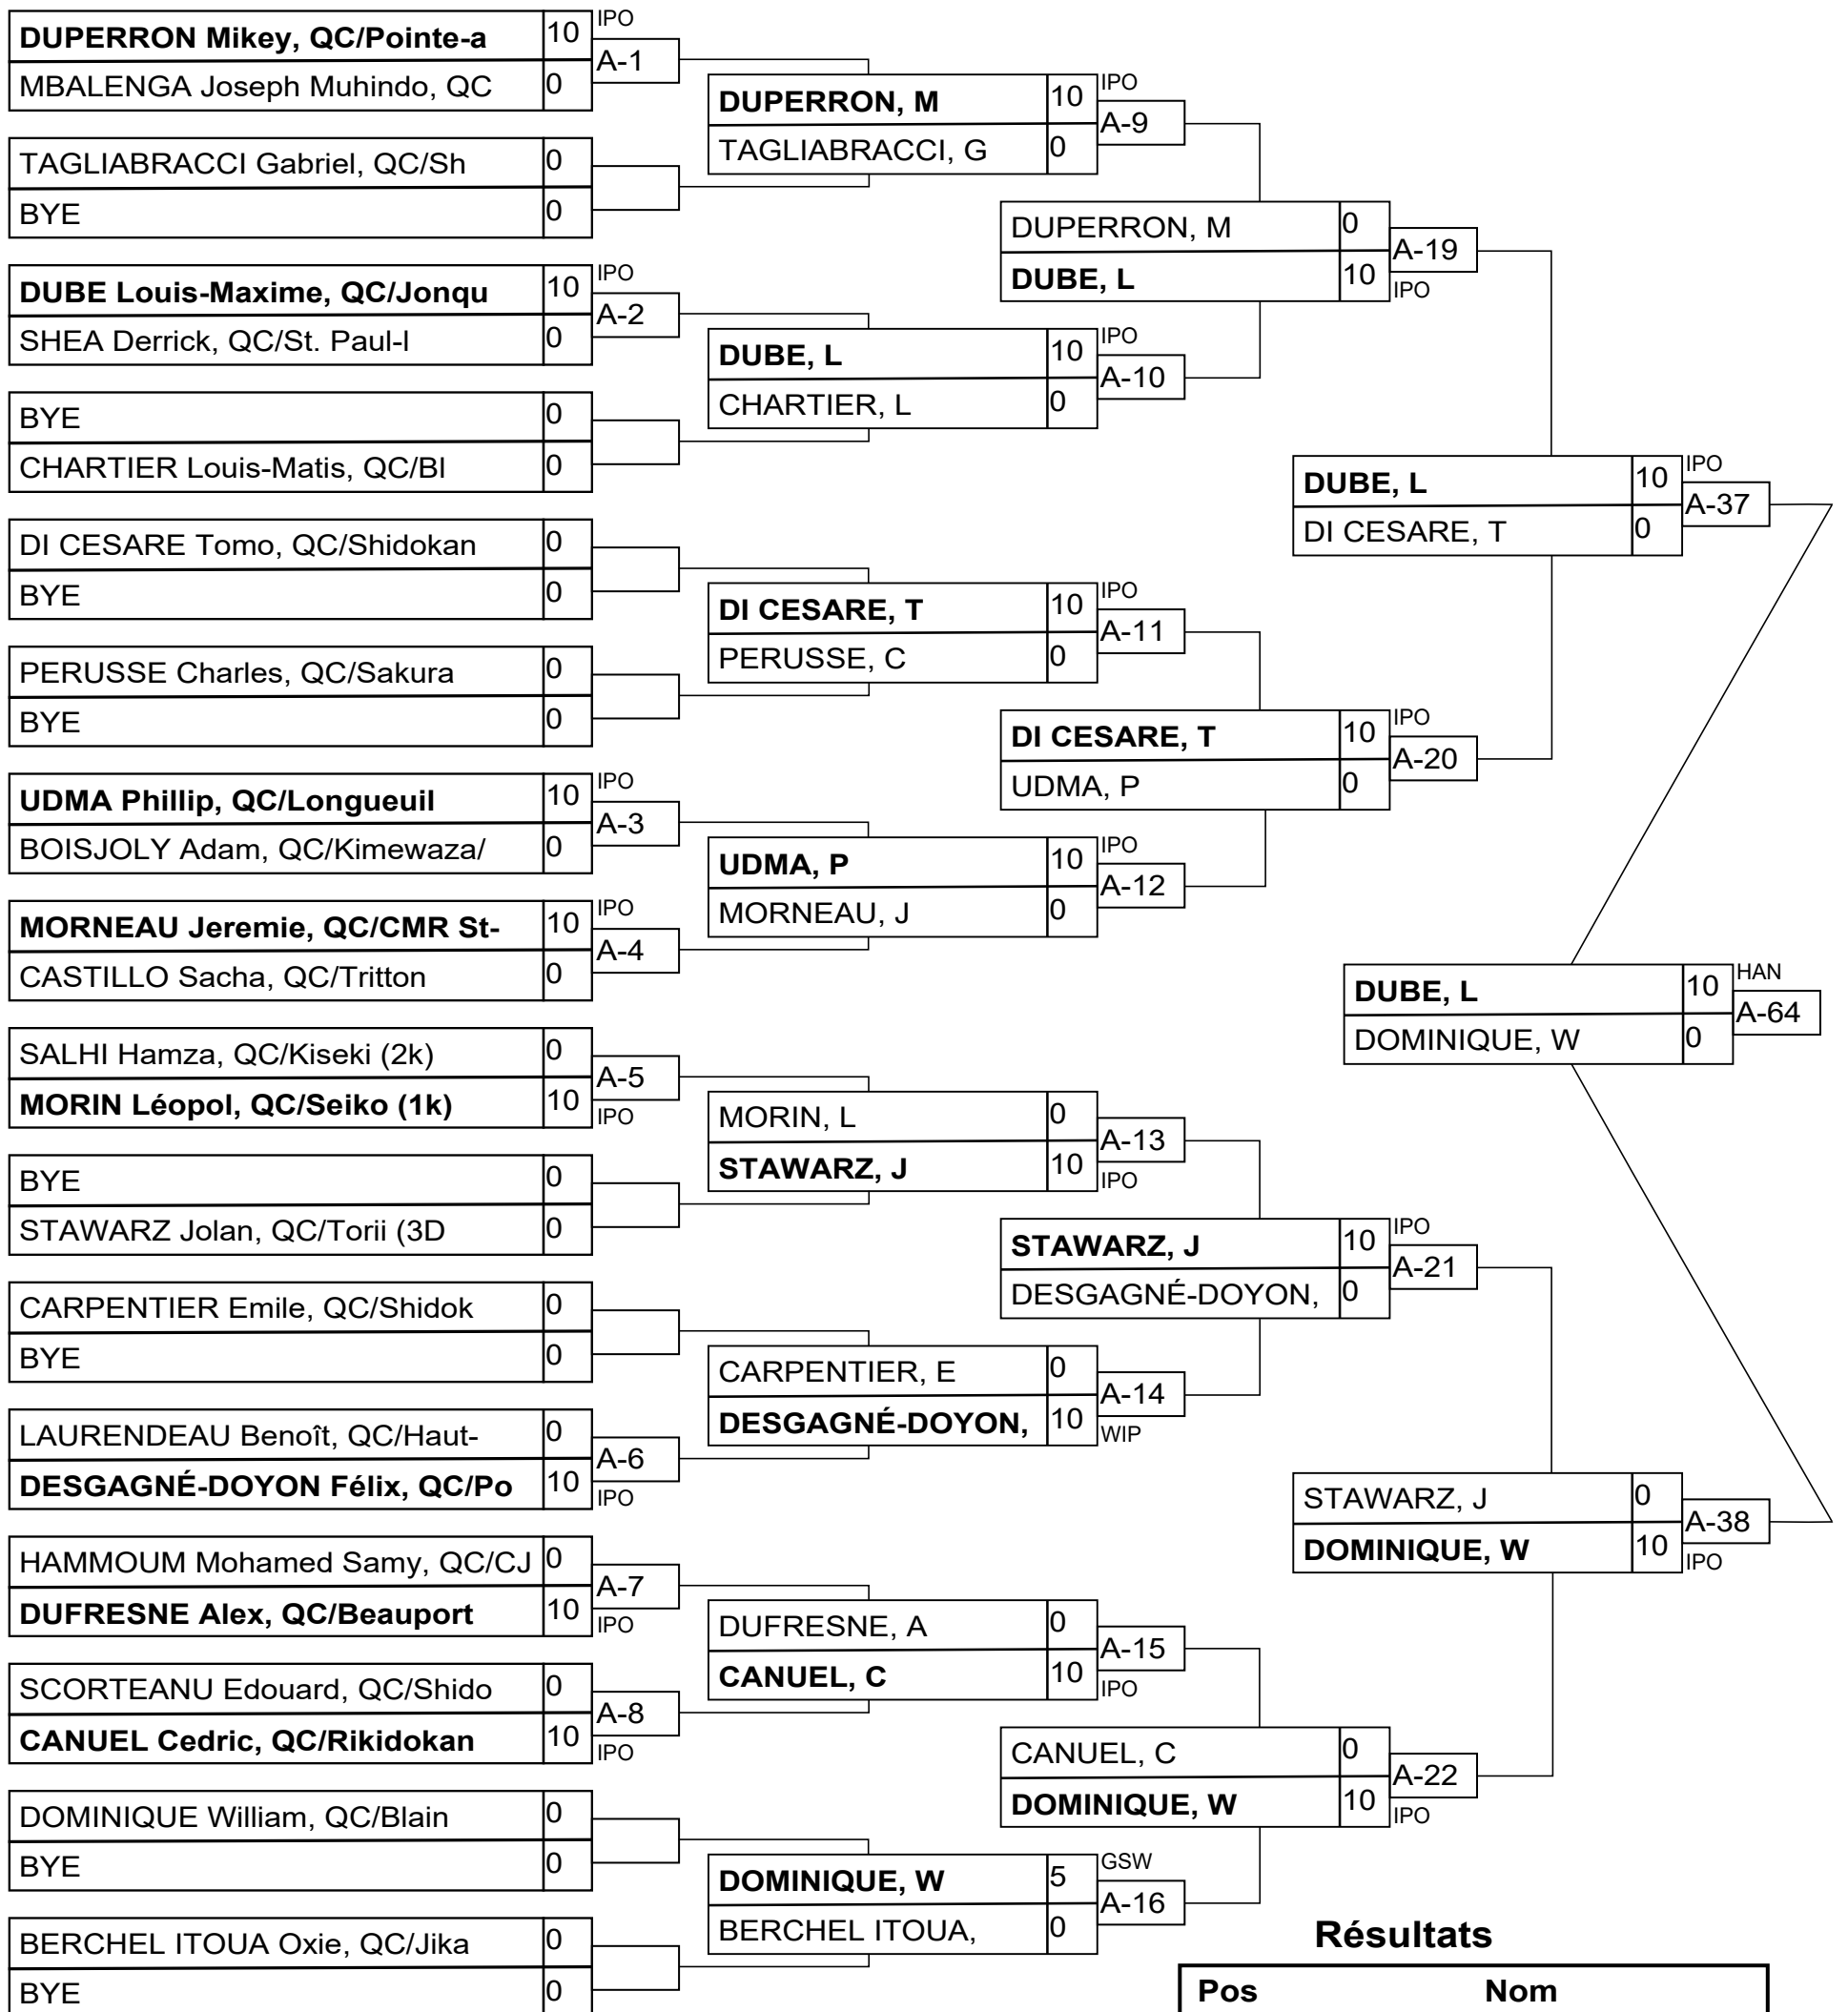 DUPERRON Mikey, QC/Pointe-a 10 IPO
A-1
MBALENGA Joseph Muhindo, QC 0
TAGLIABRACCI Gabriel, QC/Sh 0
BYE 0
DUBE Louis-Maxime, QC/Jonqu 10 IPO
A-2
SHEA Derrick, QC/St. Paul-l 0
BYE 0
CHARTIER Louis-Matis, QC/Bl 0
DI CESARE Tomo, QC/Shidokan 0
BYE 0
PERUSSE Charles, QC/Sakura 0
BYE 0
UDMA Phillip, QC/Longueuil 10 IPO
A-3
BOISJOLY Adam, QC/Kimewaza/ 0
MORNEAU Jeremie, QC/CMR St- 10 IPO
A-4
CASTILLO Sacha, QC/Tritton 0
SALHI Hamza, QC/Kiseki (2k) 0
A-5
MORIN Léopol, QC/Seiko (1k) 10 IPO
BYE 0
STAWARZ Jolan, QC/Torii (3D 0
CARPENTIER Emile, QC/Shidok 0
BYE 0
LAURENDEAU Benoît, QC/Haut- 0
A-6
DESGAGNÉ-DOYON Félix, QC/Po 10 IPO
HAMMOUM Mohamed Samy, QC/CJ 0
A-7
DUFRESNE Alex, QC/Beauport 10 IPO
SCORTEANU Edouard, QC/Shido 0
A-8
CANUEL Cedric, QC/Rikidokan 10 IPO
DOMINIQUE William, QC/Blain 0
BYE 0
BERCHEL ITOUA Oxie, QC/Jika 0
BYE 0
DUPERRON, M 10 IPO
A-9
TAGLIABRACCI, G 0
DUBE, L 10 IPO
A-10
CHARTIER, L 0
DI CESARE, T 10 IPO
A-11
PERUSSE, C 0
UDMA, P 10 IPO
A-12
MORNEAU, J 0
MORIN, L 0
A-13
STAWARZ, J 10 IPO
CARPENTIER, E 0
A-14
DESGAGNÉ-DOYON, 10 WIP
DUFRESNE, A 0
A-15
CANUEL, C 10 IPO
DOMINIQUE, W 5 GSW
A-16
BERCHEL ITOUA, 0
DUPERRON, M 0
A-19
DUBE, L 10 IPO
DI CESARE, T 10 IPO
A-20
UDMA, P 0
STAWARZ, J 10 IPO
A-21
DESGAGNÉ-DOYON, 0
CANUEL, C 0
A-22
DOMINIQUE, W 10 IPO
DUBE, L 10 IPO
A-37
DI CESARE, T 0
STAWARZ, J 0
A-38
DOMINIQUE, W 10 IPO
DUBE, L 10 HAN
A-64
DOMINIQUE, W 0
Résultats
Pos Nom